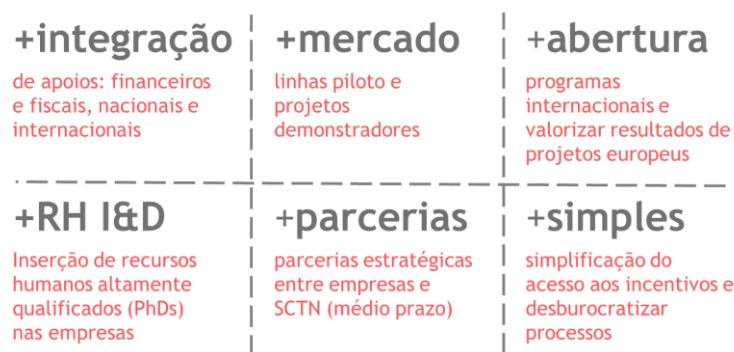 +integração
de apoios: financeiros
e fiscais, nacionais e
internacionais
+mercado
linhas piloto e
projetos
demonstradores
+abertura
programas
internacionais e
valorizar resultados de
projetos europeus
+RH I&D
Inserção de recursos
humanos altamente
qualificados (PhDs)
nas empresas
+parcerias
parcerias estratégicas
entre empresas e
SCTN (médio prazo)
+simples
simplificação do
acesso aos incentivos e
desburocratizar
processos